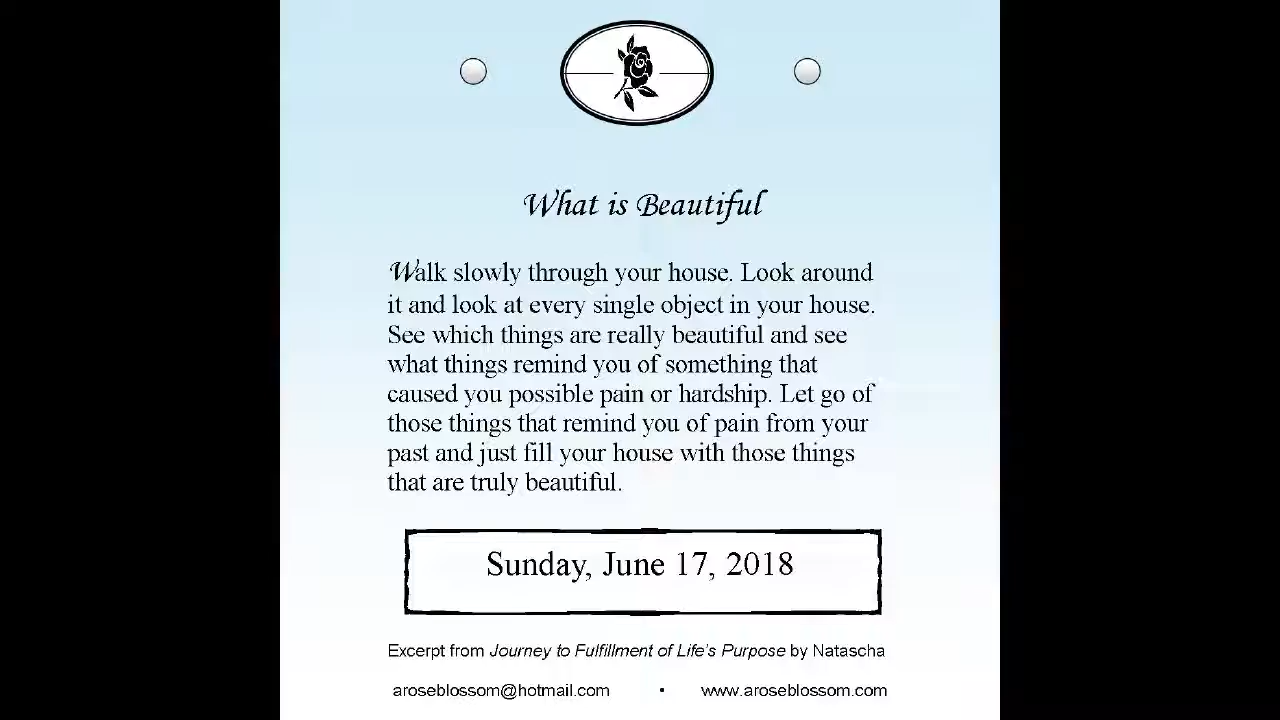 What is Beautiful
Walk slowly through your house. Look around
it and look at every single object in your house.
See which things are really beautiful and see
what things remind you of something that
caused you possible pain or hardship. Let go of
those things that remind you of pain from your
past and just fill your house with those things
that are truly beautiful.
Sunday, June 17, 2018
Excerpt from Journey to Fulfillment of Life's Purpose by Natascha
aroseblossom@hotmail.com • www.aroseblossom.com